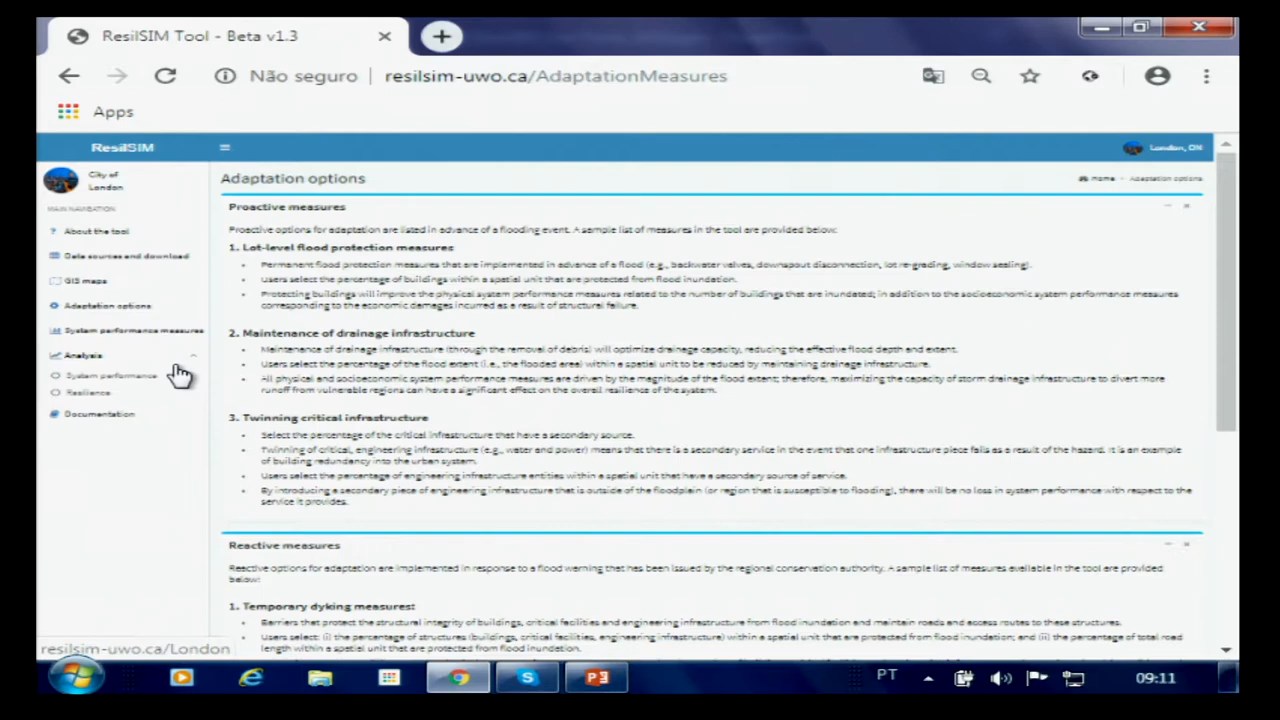 ResilSIM Tool - Beta v1.3
Não seguro
resilsim-uwo.ca/AdaptationMeasures
Apps
ResilSIM
London, ON
City of
London
MAIN NAVIGATION
About the tool
Data sources and download
GIS maps
Adaptation options
System performance measures
Analysis
System performance
Resilience
Documentation
Adaptation options
Home - Adaptation options
Proactive measures
Proactive options for adaptation are listed in advance of a flooding event. A sample list of measures in the tool are provided below:
1. Lot-level flood protection measures
Permanent flood protection measures that are implemented in advance of a flood (e.g., backwater valves, downspout disconnection, lot re-grading, window sealing).
Users select the percentage of buildings within a spatial unit that are protected from flood inundation.
Protecting buildings will improve the physical system performance measures related to the number of buildings that are inundated; in addition to the socioeconomic system performance measures
corresponding to the economic damages incurred as a result of structural failure.
2. Maintenance of drainage infrastructure
Maintenance of drainage infrastructure (through the removal of debris) will optimize drainage capacity, reducing the effective flood depth and extent.
Users select the percentage of the flood extent (i.e., the flooded area) within a spatial unit to be reduced by maintaining drainage infrastructure.
All physical and socioeconomic system performance measures are driven by the magnitude of the flood extent; therefore, maximizing the capacity of storm drainage infrastructure to divert more
runoff from vulnerable regions can have a significant effect on the overall resilience of the system.
3. Twinning critical infrastructure
Select the percentage of the critical infrastructure that have a secondary source.
Twinning of critical, engineering infrastructure (e.g., water and power) means that there is a secondary service in the event that one infrastructure piece fails as a result of the hazard. It is an example
of building redundancy into the urban system.
Users select the percentage of engineering infrastructure entities within a spatial unit that have a secondary source of service.
By introducing a secondary piece of engineering infrastructure that is outside of the floodplain (or region that is susceptible to flooding), there will be no loss in system performance with respect to the
service it provides.
Reactive measures
Reactive options for adaptation are implemented in response to a flood warning that has been issued by the regional conservation authority. A sample list of measures available in the tool are provided
below:
1. Temporary dyking measures:
Barriers that protect the structural integrity of buildings, critical facilities and engineering infrastructure from flood inundation and maintain roads and access routes to these structures.
Users select: (i) the percentage of structures (buildings, critical facilities, engineering infrastructure) within a spatial unit that are protected from flood inundation; and (ii) the percentage of total road
length within a spatial unit that are protected from flood inundation.
resilsim-uwo.ca/London
PT
09:11